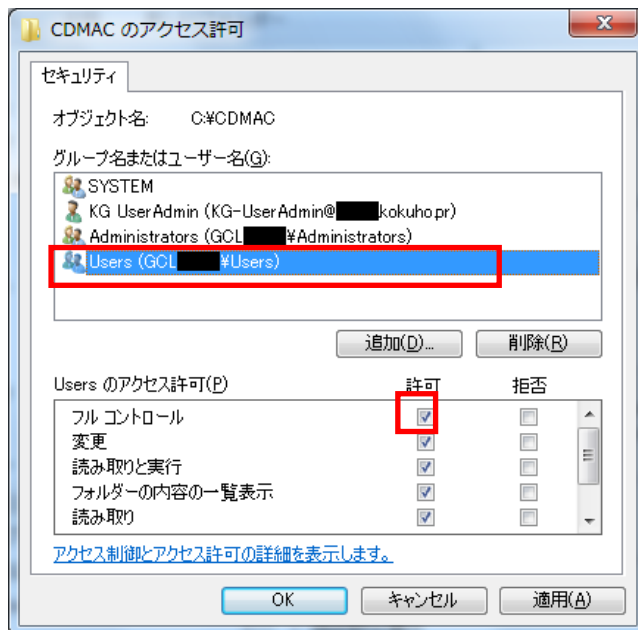 CDMAC のアクセス許可
セキュリティ
オブジェクト名: C:¥CDMAC
グループ名またはユーザー名(G):
SYSTEM
KG UserAdmin (KG-UserAdmin@ kokuho.pr)
Administrators (GCL ¥Administrators)
Users (GCL ¥Users)
追加(D)... 削除(R)
Users のアクセス許可(P) 許可 拒否
フル コントロール
変更
読み取りと実行
フォルダーの内容の一覧表示
読み取り
アクセス制御とアクセス許可の詳細を表示します。
OK キャンセル 適用(A)